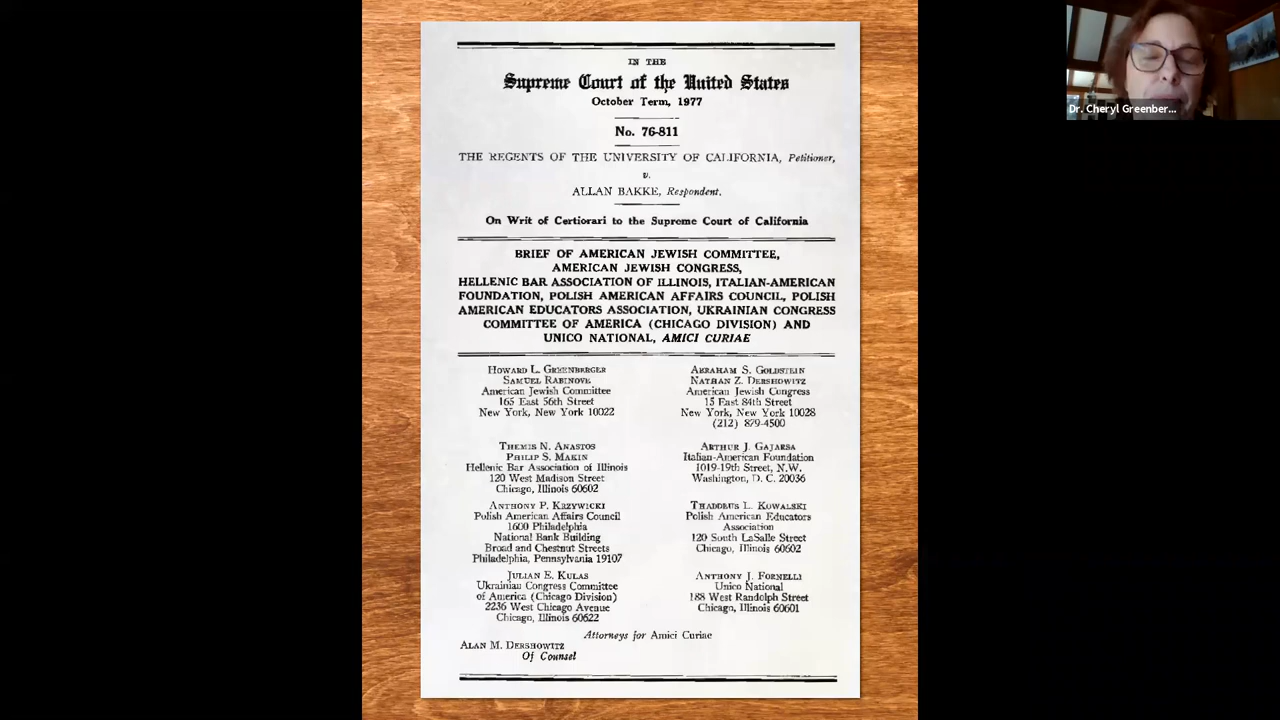 IN THE
Supreme Court of the United States
October Term, 1977
No. 76-811
THE REGENTS OF THE UNIVERSITY OF CALIFORNIA, Petitioner,
v.
ALLAN BAKKE, Respondent.
On Writ of Certiorari to the Supreme Court of California
BRIEF OF AMERICAN JEWISH COMMITTEE,
AMERICAN JEWISH CONGRESS,
HELLENIC BAR ASSOCIATION OF ILLINOIS, ITALIAN-AMERICAN
FOUNDATION, POLISH AMERICAN AFFAIRS COUNCIL, POLISH
AMERICAN EDUCATORS ASSOCIATION, UKRAINIAN CONGRESS
COMMITTEE OF AMERICA (CHICAGO DIVISION) AND
UNICO NATIONAL, AMICI CURIAE
HOWARD L. GREENBERGER
SAMUEL RABINOVE
American Jewish Committee
165 East 56th Street
New York, New York 10022
ABRAHAM S. GOLDSTEIN
NATHAN Z. DERSHOWITZ
American Jewish Congress
15 East 84th Street
New York, New York 10028
(212) 879-4500
THEMIS N. ANASTOS
PHILIP S. MAKIN
Hellenic Bar Association of Illinois
120 West Madison Street
Chicago, Illinois 60602
ARTHUR J. GAJARSA
Italian-American Foundation
1019-19th Street, N.W.
Washington, D. C. 20036
ANTHONY P. KRZYWICKI
Polish American Affairs Council
1600 Philadelphia
National Bank Building
Broad and Chestnut Streets
Philadelphia, Pennsylvania 19107
THADDEUS L. KOWALSKI
Polish American Educators
Association
120 South LaSalle Street
Chicago, Illinois 60602
JULIAN E. KULAS
Ukrainian Congress Committee
of America (Chicago Division)
2236 West Chicago Avenue
Chicago, Illinois 60622
ANTHONY J. FORNELLI
Unico National
188 West Randolph Street
Chicago, Illinois 60601
Attorneys for Amici Curiae
ALAN M. DERSHOWITZ
Of Counsel
Dr. Cheryl Greenber...